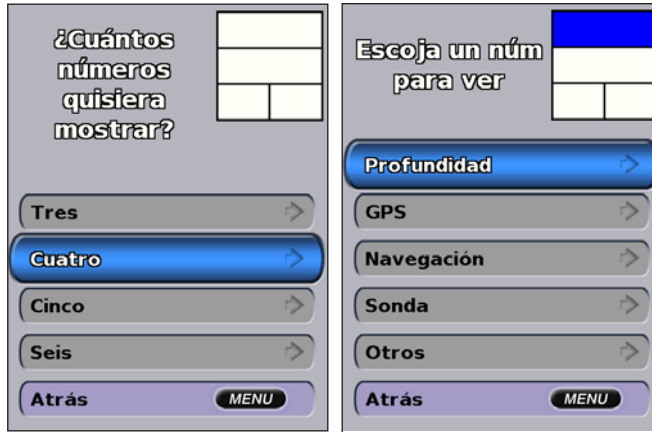 ¿Cuántos
números
quisiera
mostrar?
Tres
Cuatro
Cinco
Seis
Atrás MENU
Escoja un núm
para ver
Profundidad
GPS
Navegación
Sonda
Otros
Atrás MENU